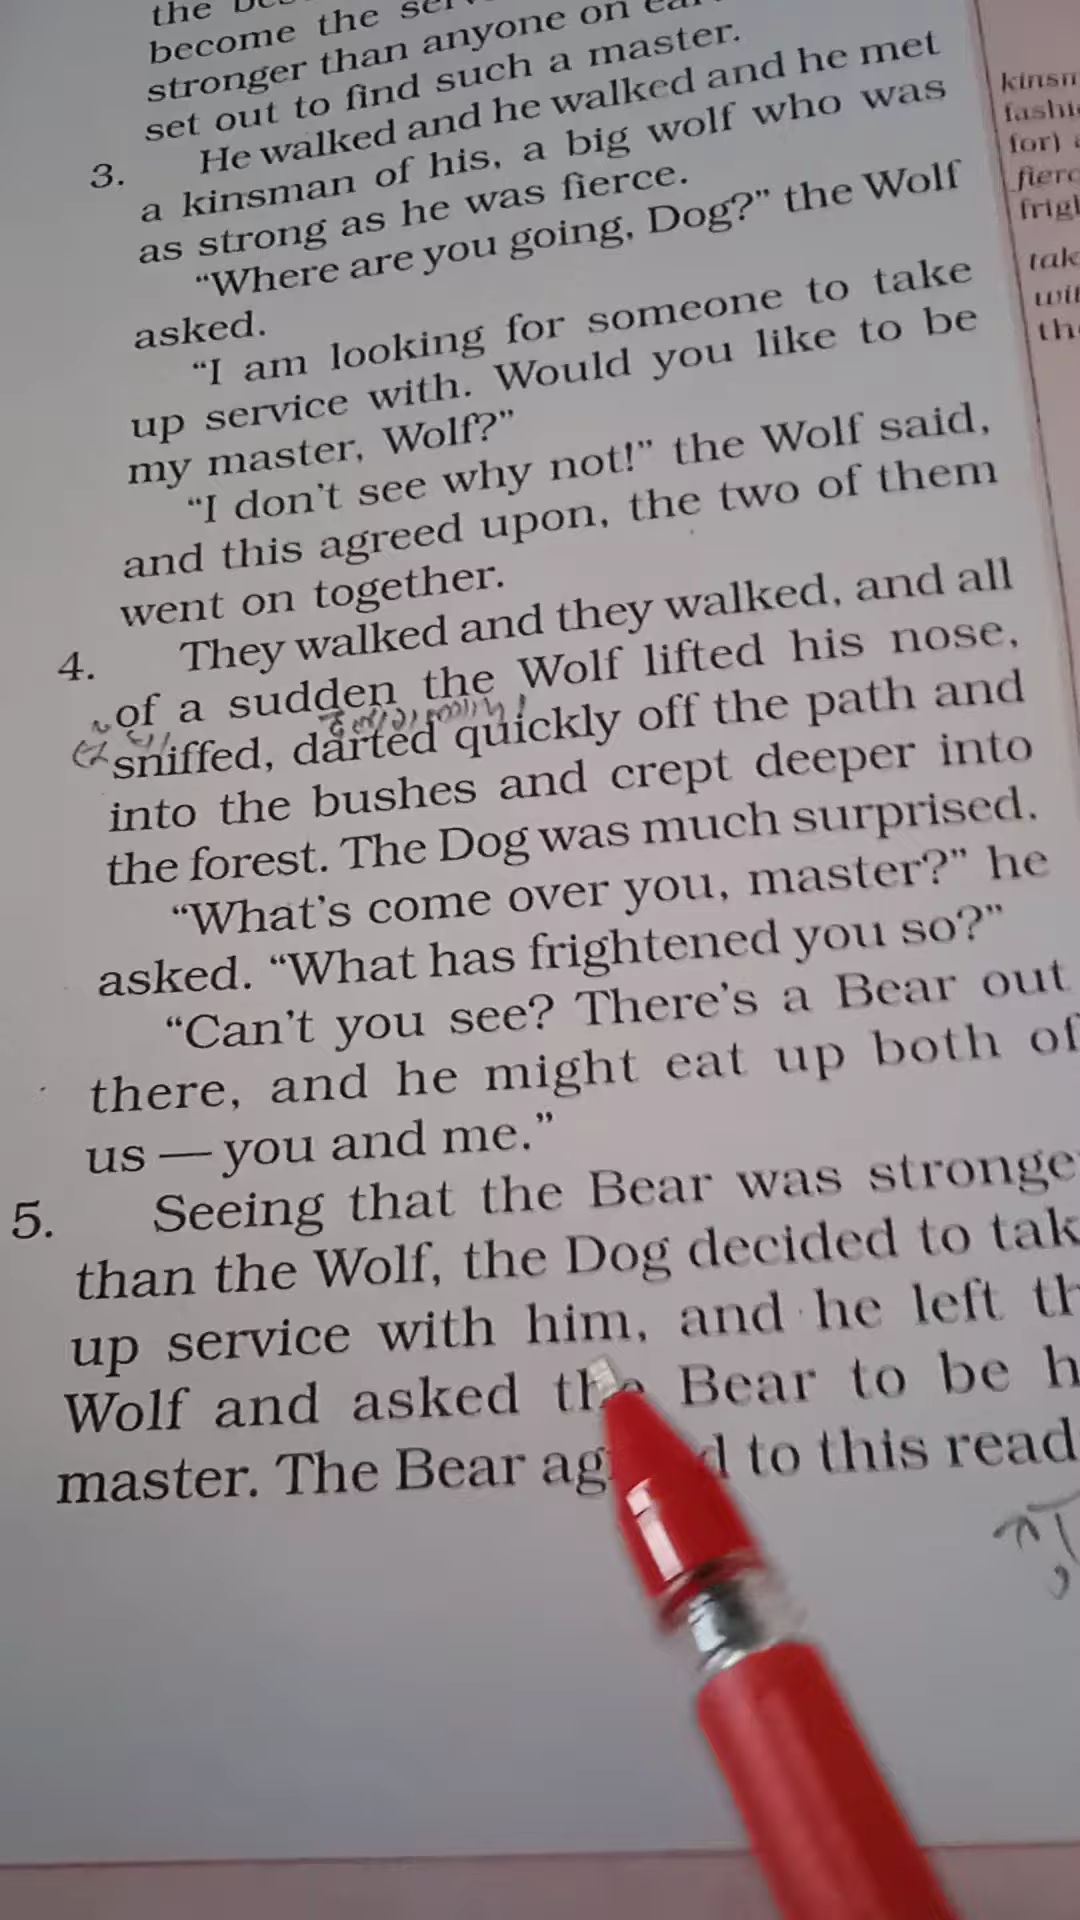 the
become the
stronger than anyone on
set out to find such a master.
3. He walked and he walked and he met
a kinsman of his, a big wolf who was
as strong as he was fierce.
“Where are you going, Dog?” the Wolf
asked.
“I am looking for someone to take
up service with. Would you like to be
my master, Wolf?”
“I don’t see why not!” the Wolf said,
and this agreed upon, the two of them
went on together.
4. They walked and they walked, and all
of a sudden the Wolf lifted his nose,
sniffed, darted quickly off the path and
into the bushes and crept deeper into
the forest. The Dog was much surprised.
“What’s come over you, master?” he
asked. “What has frightened you so?”
“Can’t you see? There’s a Bear out
there, and he might eat up both of
us — you and me.”
5. Seeing that the Bear was stronge
than the Wolf, the Dog decided to tak
up service with him, and he left th
Wolf and asked the Bear to be h
master. The Bear ag d to this read
kinsn
fashi
for)
fierc
frigh
tak
wit
the